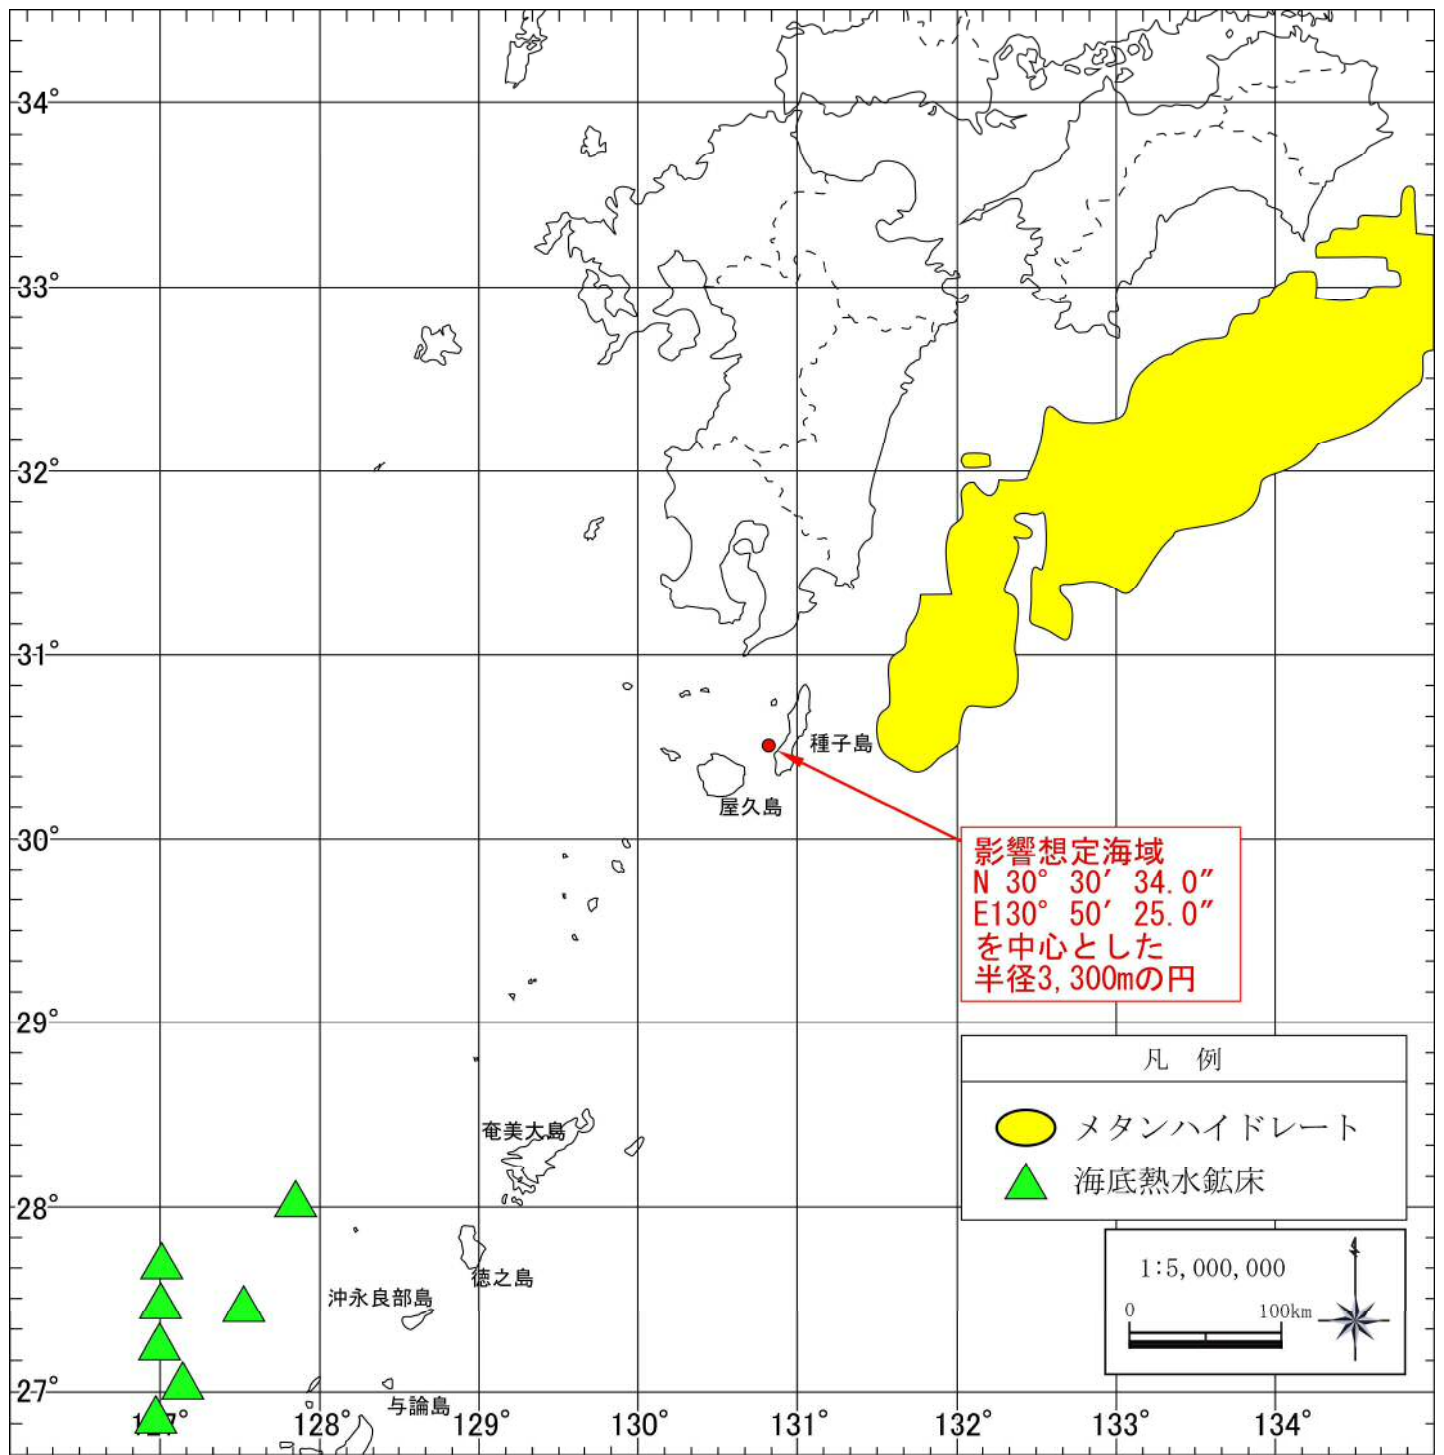 34°
33°
32°
31°
種子島
屋久島
30°
影響想定海域
N 30° 30′ 34.0″
E130° 50′ 25.0″
を中心とした
半径3,300mの円
29°
凡 例
メタンハイドレート
海底熱水鉱床
奄美大島
28°
徳之島
沖永良部島
1:5,000,000
0 100km
27°
与論島
127° 128° 129° 130° 131° 132° 133° 134°